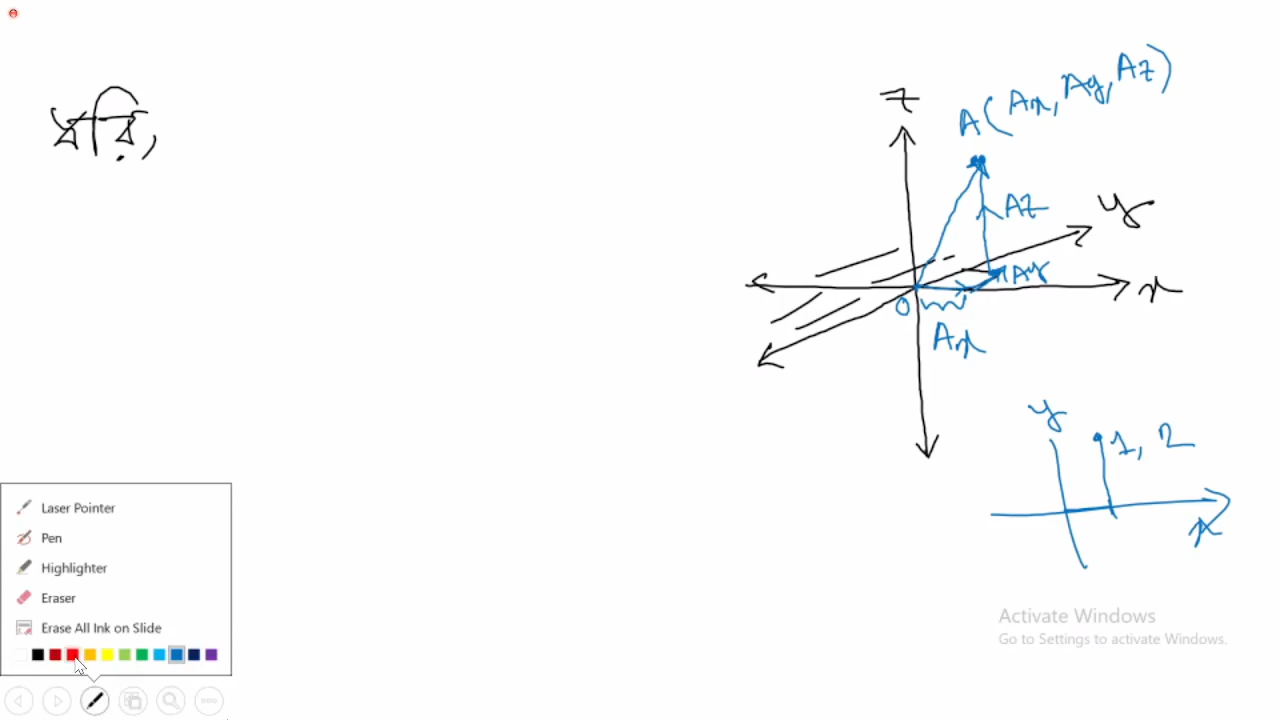 z
A(Ax, Ay, Az)
y
Az
Ay
x
O
Ax
y
1, 2
x
Laser Pointer
Pen
Highlighter
Eraser
Erase All Ink on Slide
Activate Windows
Go to Settings to activate Windows.